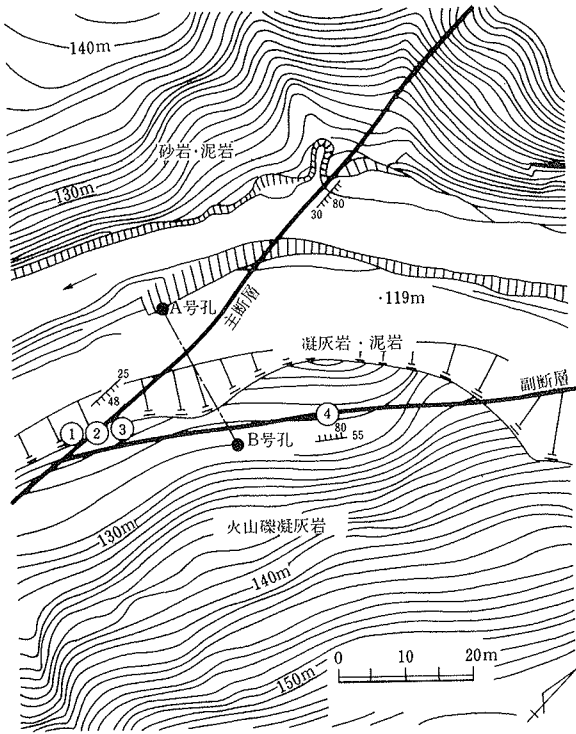 140m
砂岩・泥岩
130m
30 80
A号孔
主断層
・119m
凝灰岩・泥岩
副断層
25
48
① ② ③ ④
80
55
B号孔
火山礫凝灰岩
130m
140m
150m
0 10 20m